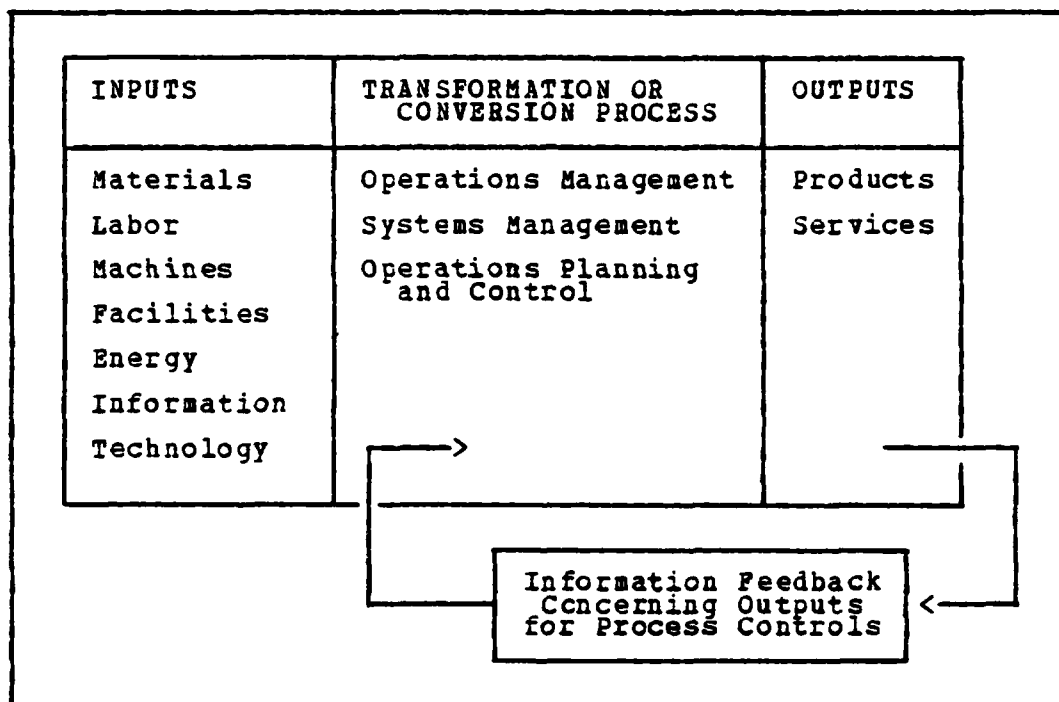 INPUTS
TRANSFORMATION OR
CONVERSION PROCESS
OUTPUTS
Materials
Labor
Machines
Facilities
Energy
Information
Technology
Operations Management
Systems Management
Operations Planning
and Control
Products
Services
Information Feedback
Concerning Outputs
for Process Controls